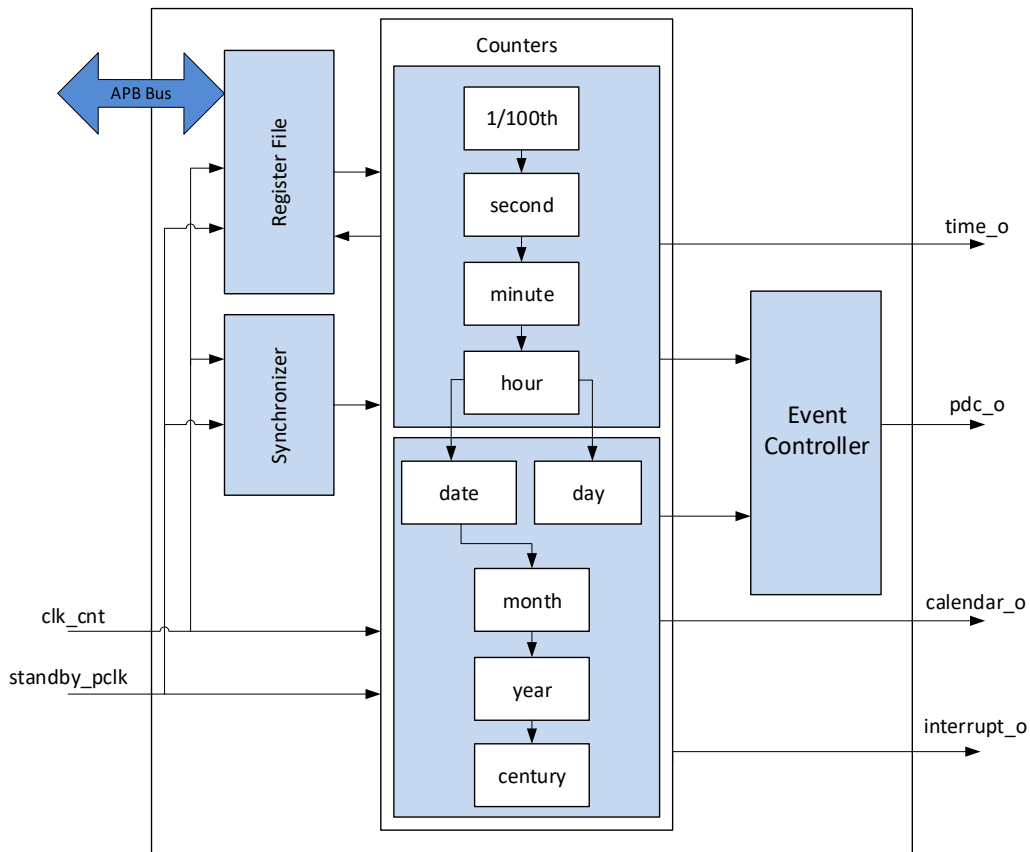 Counters
APB Bus
Register File
1/100th
second
minute
hour
time_o
Synchronizer
Event
Controller
pdc_o
date
day
month
year
century
clk_cnt
standby_pclk
calendar_o
interrupt_o